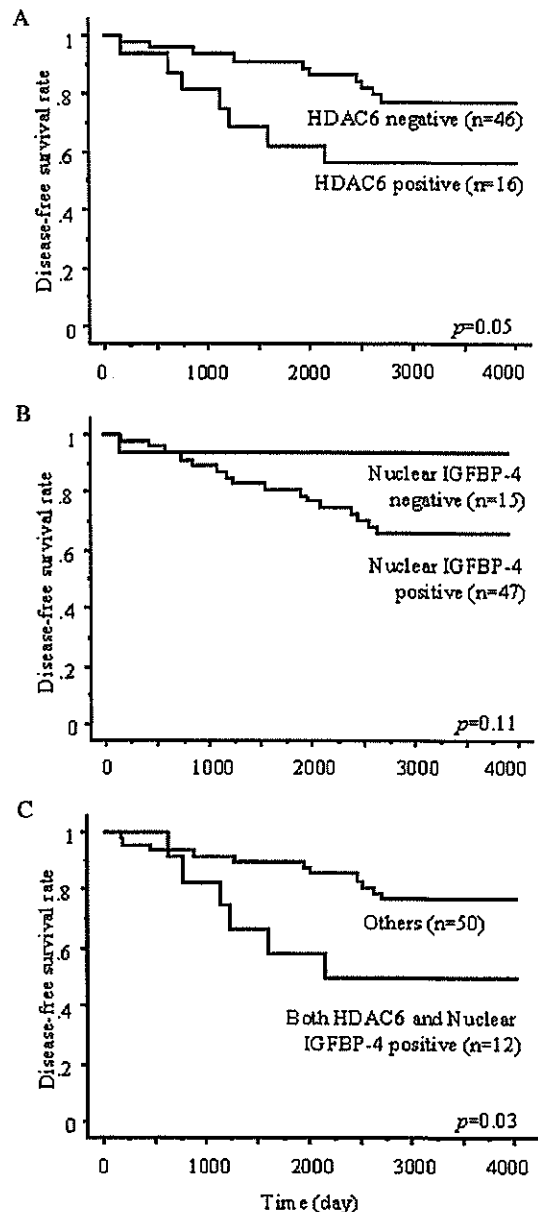 A
Disease-free survival rate
1
.8
.6
.4
.2
0
HDAC6 negative (n=46)
HDAC6 positive (n=16)
p=0.05
0 1000 2000 3000 4000
B
Disease-free survival rate
1
.8
.6
.4
.2
0
Nuclear IGFBP-4
negative (n=15)
Nuclear IGFBP-4
positive (n=47)
p=0.11
0 1000 2000 3000 4000
C
Disease-free survival rate
1
.8
.6
.4
.2
0
Others (n=50)
Both HDAC6 and Nuclear
IGFBP-4 positive (n=12)
p=0.03
0 1000 2000 3000 4000
Time (day)